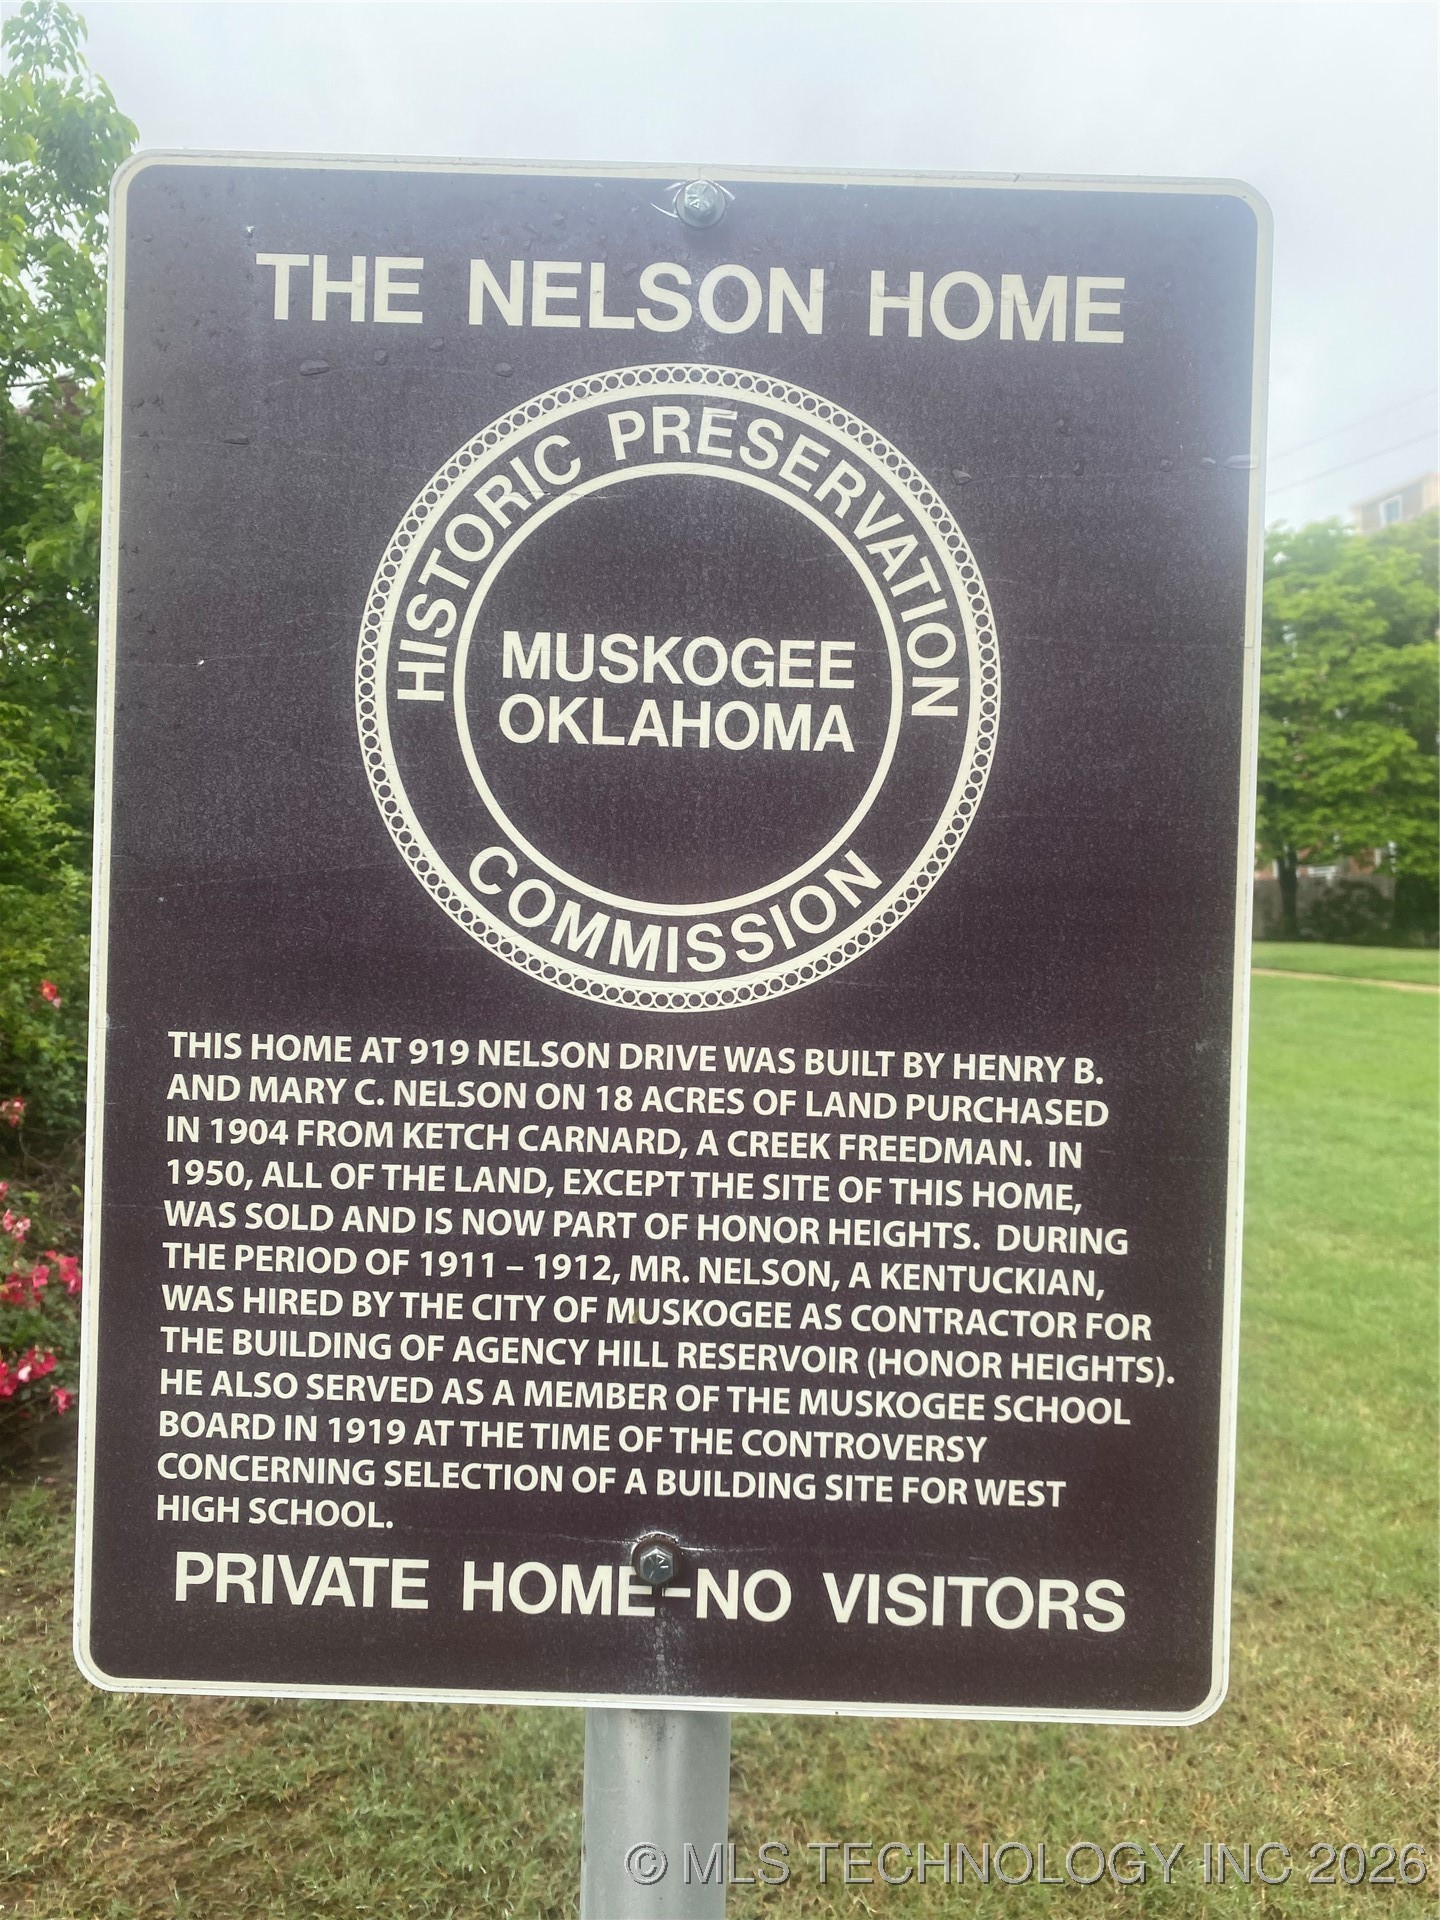 THE NELSON HOME
HISTORIC PRESERVATION
MUSKOGEE
OKLAHOMA
COMMISSION
THIS HOME AT 919 NELSON DRIVE WAS BUILT BY HENRY B.
AND MARY C. NELSON ON 18 ACRES OF LAND PURCHASED
IN 1904 FROM KETCH CARNARD, A CREEK FREEDMAN. IN
1950, ALL OF THE LAND, EXCEPT THE SITE OF THIS HOME,
WAS SOLD AND IS NOW PART OF HONOR HEIGHTS. DURING
THE PERIOD OF 1911 – 1912, MR. NELSON, A KENTUCKIAN,
WAS HIRED BY THE CITY OF MUSKOGEE AS CONTRACTOR FOR
THE BUILDING OF AGENCY HILL RESERVOIR (HONOR HEIGHTS).
HE ALSO SERVED AS A MEMBER OF THE MUSKOGEE SCHOOL
BOARD IN 1919 AT THE TIME OF THE CONTROVERSY
CONCERNING SELECTION OF A BUILDING SITE FOR WEST
HIGH SCHOOL.
PRIVATE HOME-NO VISITORS
© MLS TECHNOLOGY INC 2026